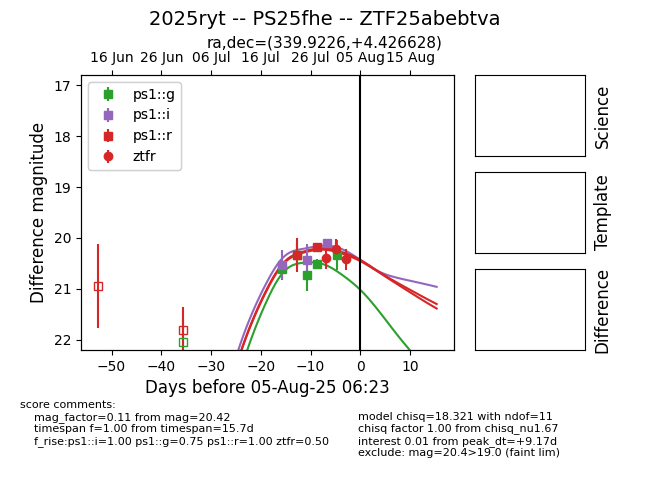 2025ryt -- PS25fhe -- ZTF25abebtva
ra,dec=(339.9226,+4.426628)
16 Jun 26 Jun 06 Jul 16 Jul 26 Jul 05 Aug 15 Aug
17
18
19
20
21
22
Difference magnitude
ps1::g
ps1::i
ps1::r
ztfr
−50 −40 −30 −20 −10 0 10
Days before 05-Aug-25 06:23
Science
Template
Difference
score comments:
mag_factor=0.11 from mag=20.42
timespan f=1.00 from timespan=15.7d
f_rise:ps1::i=1.00 ps1::g=0.75 ps1::r=1.00 ztfr=0.50
model chisq=18.321 with ndof=11
chisq factor 1.00 from chisq_nu1.67
interest 0.01 from peak_dt=+9.17d
exclude: mag=20.4>19.0 (faint lim)